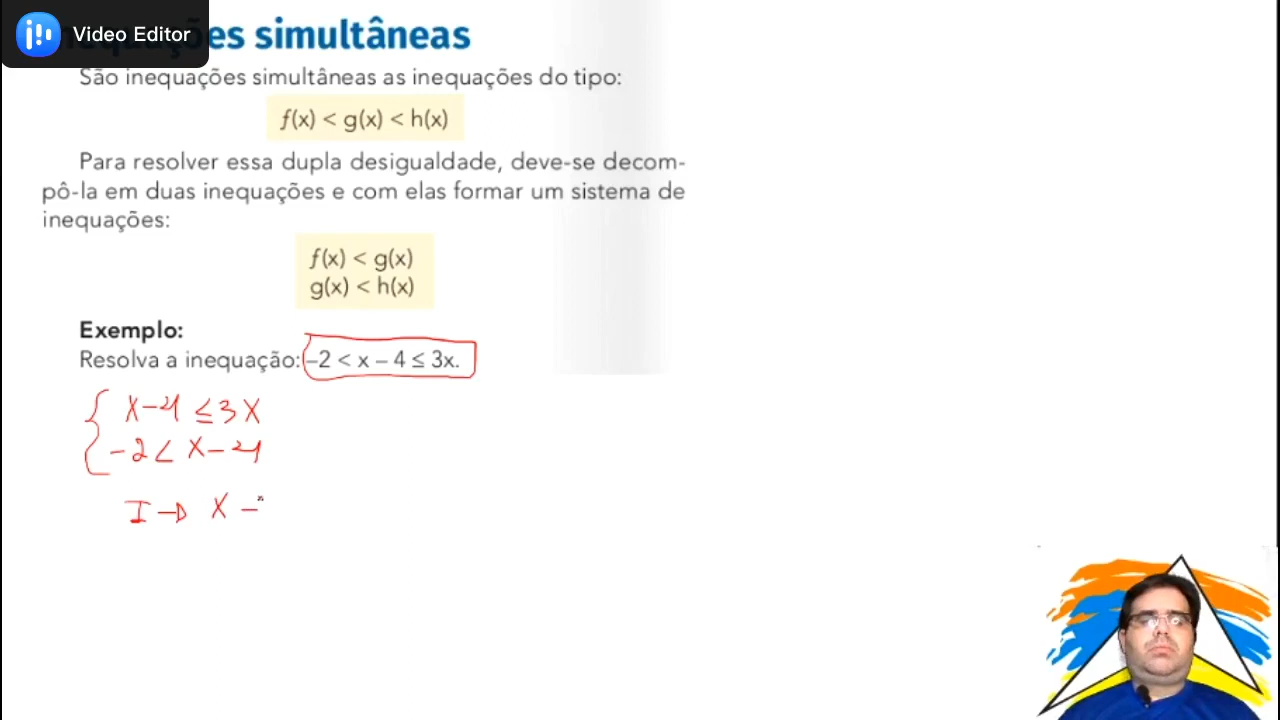 Video Editor
ões simultâneas
São inequações simultâneas as inequações do tipo:
f(x) < g(x) < h(x)
Para resolver essa dupla desigualdade, deve-se decom-
pô-la em duas inequações e com elas formar um sistema de
inequações:
f(x) < g(x)
g(x) < h(x)
Exemplo:
Resolva a inequação: –2 < x – 4 ≤ 3x.
x-4 ≤ 3x
-2 < x-4
I → x -